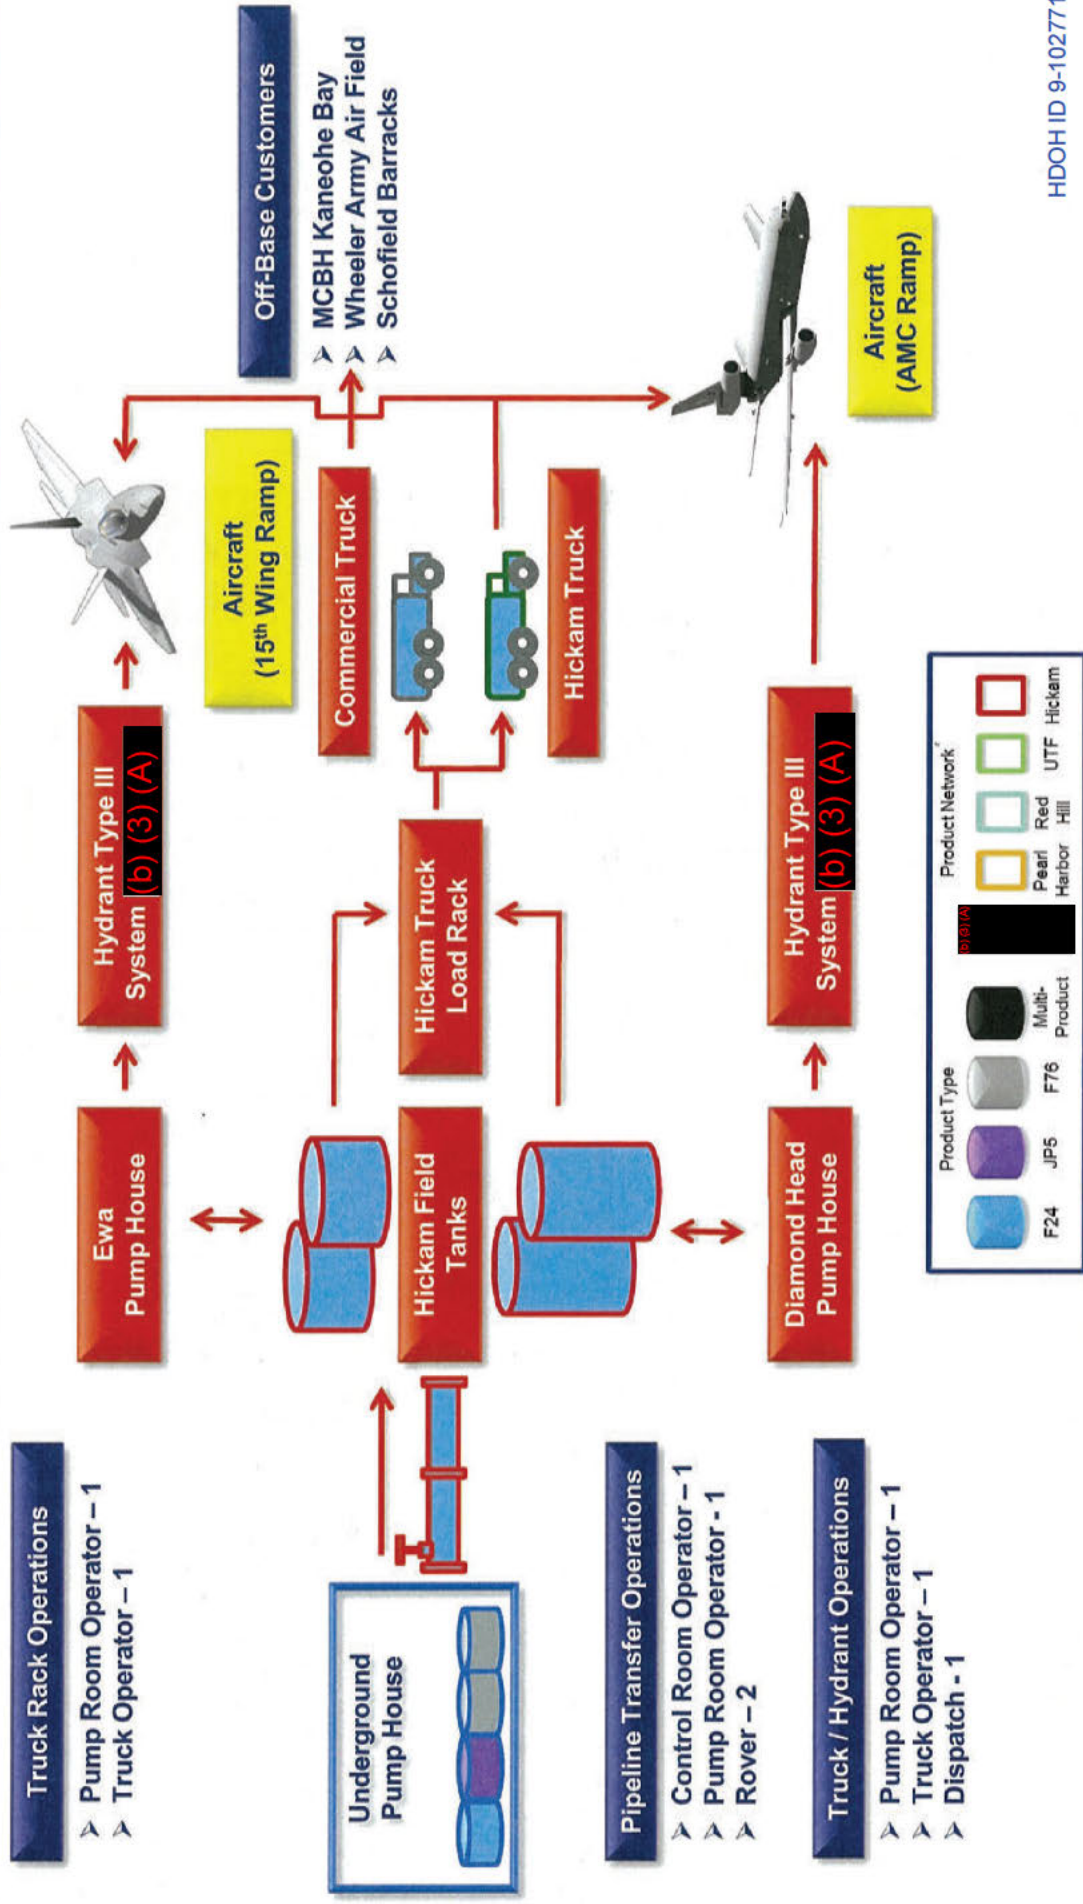 Truck Rack Operations
➢ Pump Room Operator – 1
➢ Truck Operator – 1
Underground
Pump House
Pipeline Transfer Operations
➢ Control Room Operator – 1
➢ Pump Room Operator - 1
➢ Rover – 2
Truck / Hydrant Operations
➢ Pump Room Operator – 1
➢ Truck Operator – 1
➢ Dispatch - 1
Ewa
Pump House
Hickam Field
Tanks
Diamond Head
Pump House
Hydrant Type III
System (b) (3) (A)
Hickam Truck
Load Rack
Hydrant Type III
System (b) (3) (A)
Aircraft
(15th Wing Ramp)
Commercial Truck
Hickam Truck
Off-Base Customers
➢ MCBH Kaneohe Bay
➢ Wheeler Army Air Field
➢ Schofield Barracks
Aircraft
(AMC Ramp)
Product Type
F24
JP5
F76
Multi-
Product
(b) (3) (A)
Product Network
Pearl
Harbor
Red
Hill
UTF
Hickam
HDOH ID 9-102771